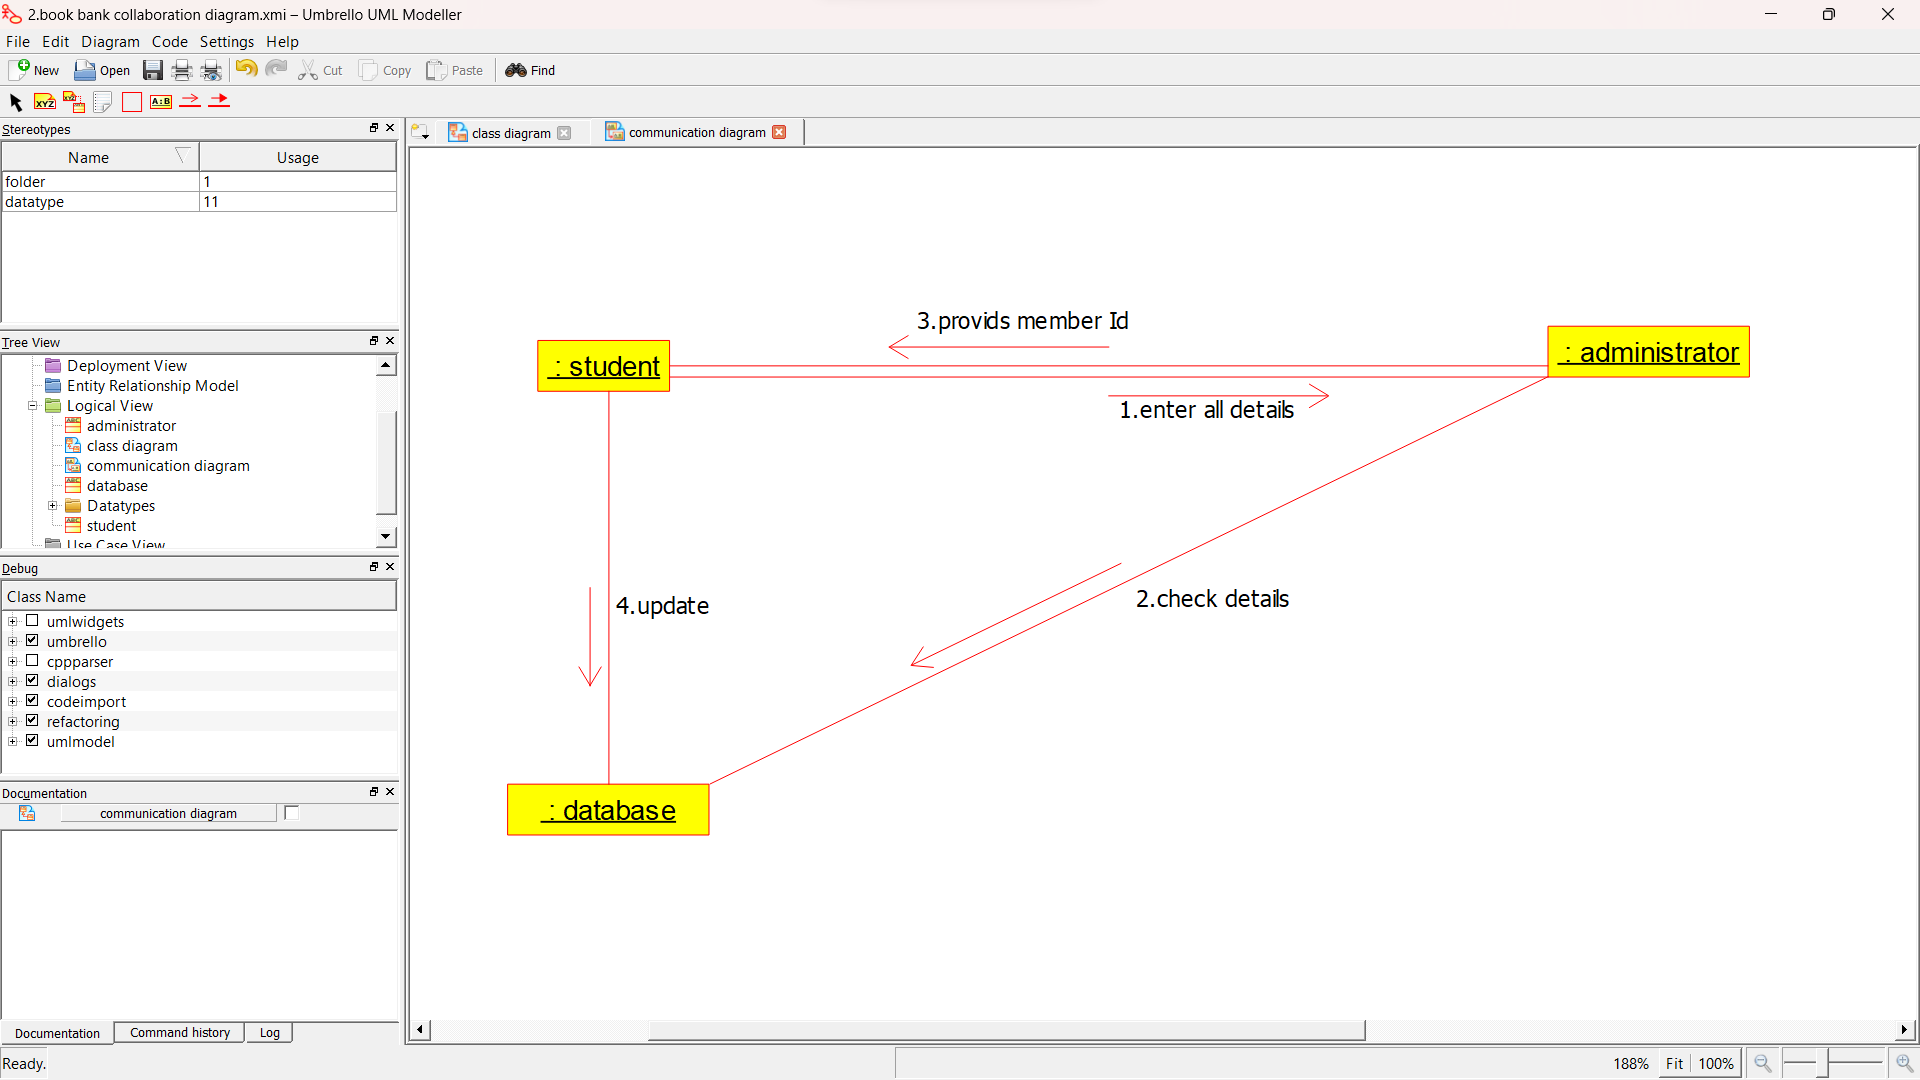 2.book bank collaboration diagram.xmi – Umbrello UML Modeller
File Edit Diagram Code Settings Help
New Open Cut Copy Paste Find
XYZ XYZ A:B
Stereotypes
Name Usage
folder 1
datatype 11
Tree View
Deployment View
Entity Relationship Model
Logical View
administrator
class diagram
communication diagram
database
Datatypes
student
Use Case View
Debug
Class Name
umlwidgets
umbrello
cppparser
dialogs
codeimport
refactoring
umlmodel
Documentation
communication diagram
Documentation Command history Log
Ready.
class diagram communication diagram
3.provids member Id
: student
: administrator
1.enter all details
4.update
2.check details
: database
188% Fit 100%